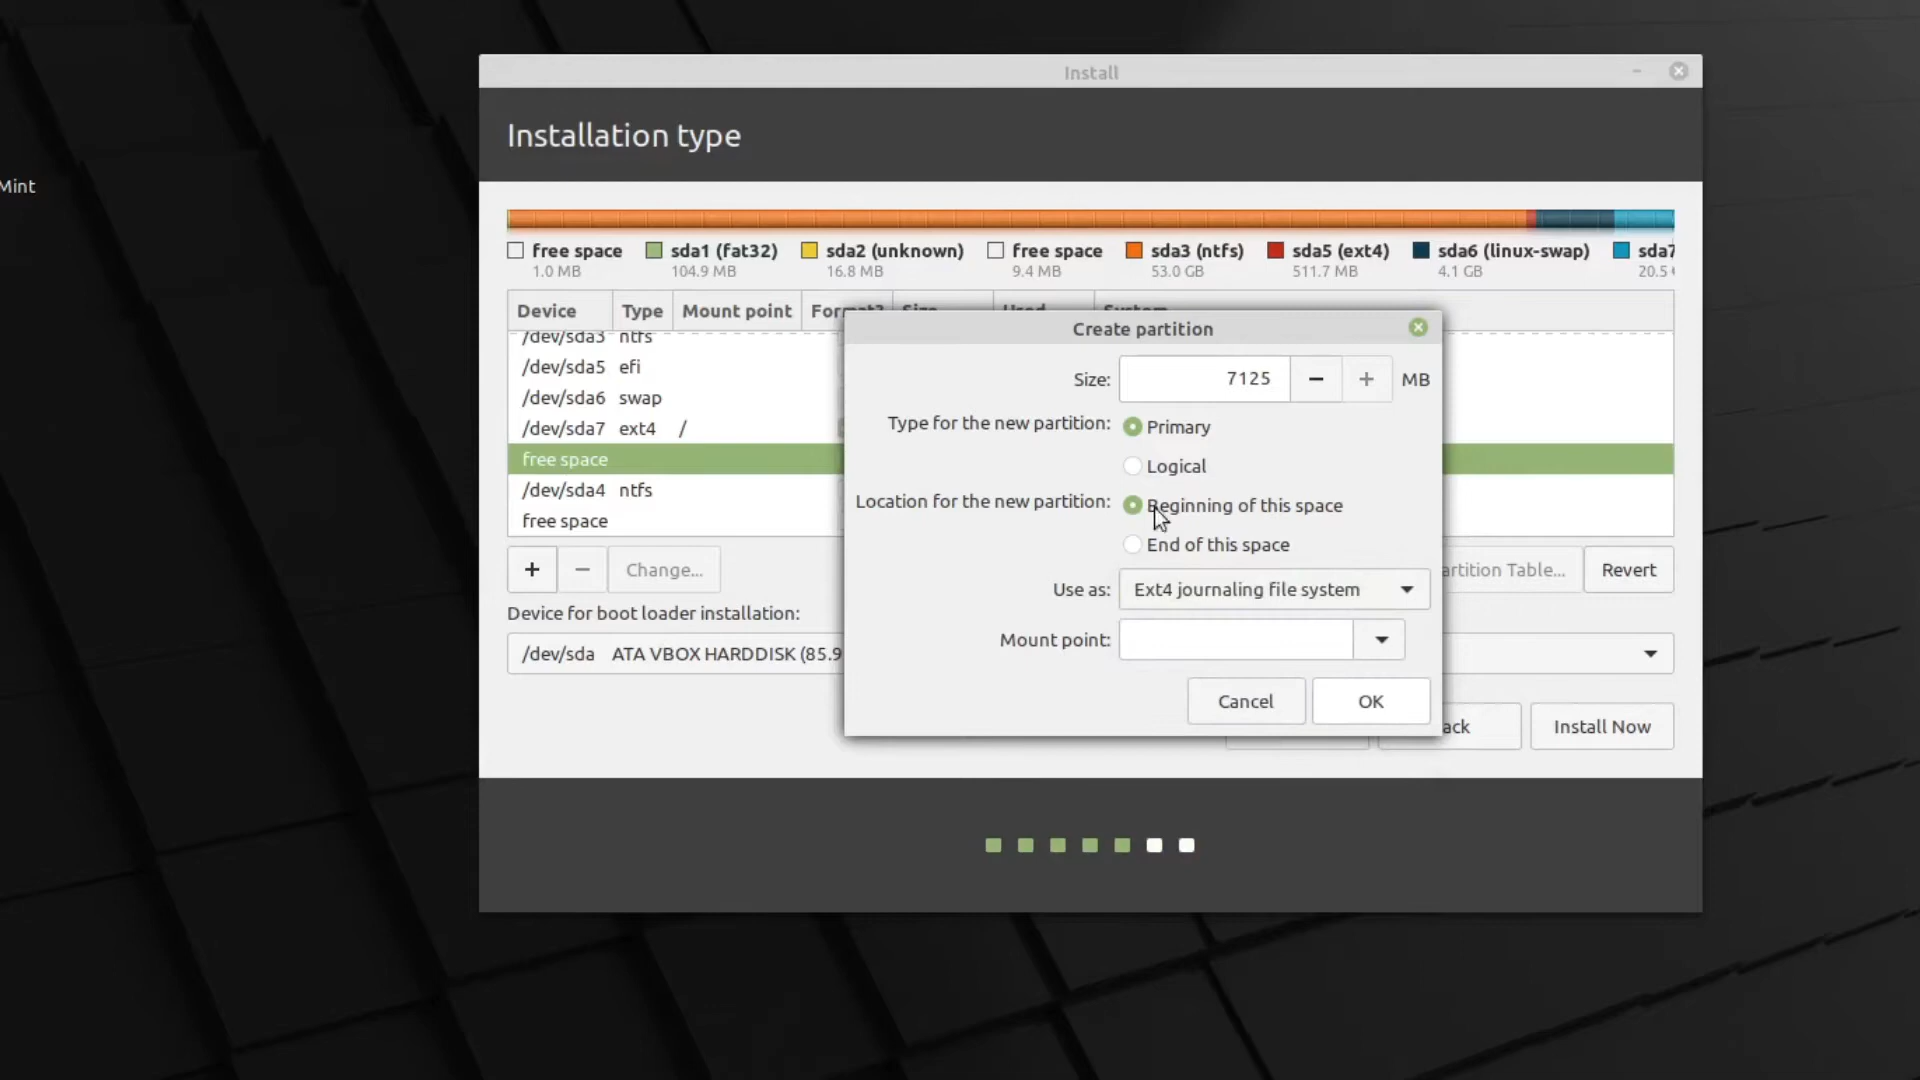 Install
Installation type
Mint
free space sda1 (fat32) sda2 (unknown) free space sda3 (ntfs) sda5 (ext4) sda6 (linux-swap) sda7
1.0 MB 104.9 MB 16.8 MB 9.4 MB 53.0 GB 511.7 MB 4.1 GB 20.5
Device Type Mount point Format? Size Used System
/dev/sda3 ntfs
/dev/sda5 efi
/dev/sda6 swap
/dev/sda7 ext4 /
free space
/dev/sda4 ntfs
free space
+ − Change... artition Table... Revert
Device for boot loader installation:
/dev/sda ATA VBOX HARDDISK (85.9
ack Install Now
Create partition
Size: 7125 − + MB
Type for the new partition: Primary
Logical
Location for the new partition: Beginning of this space
End of this space
Use as: Ext4 journaling file system
Mount point:
Cancel OK